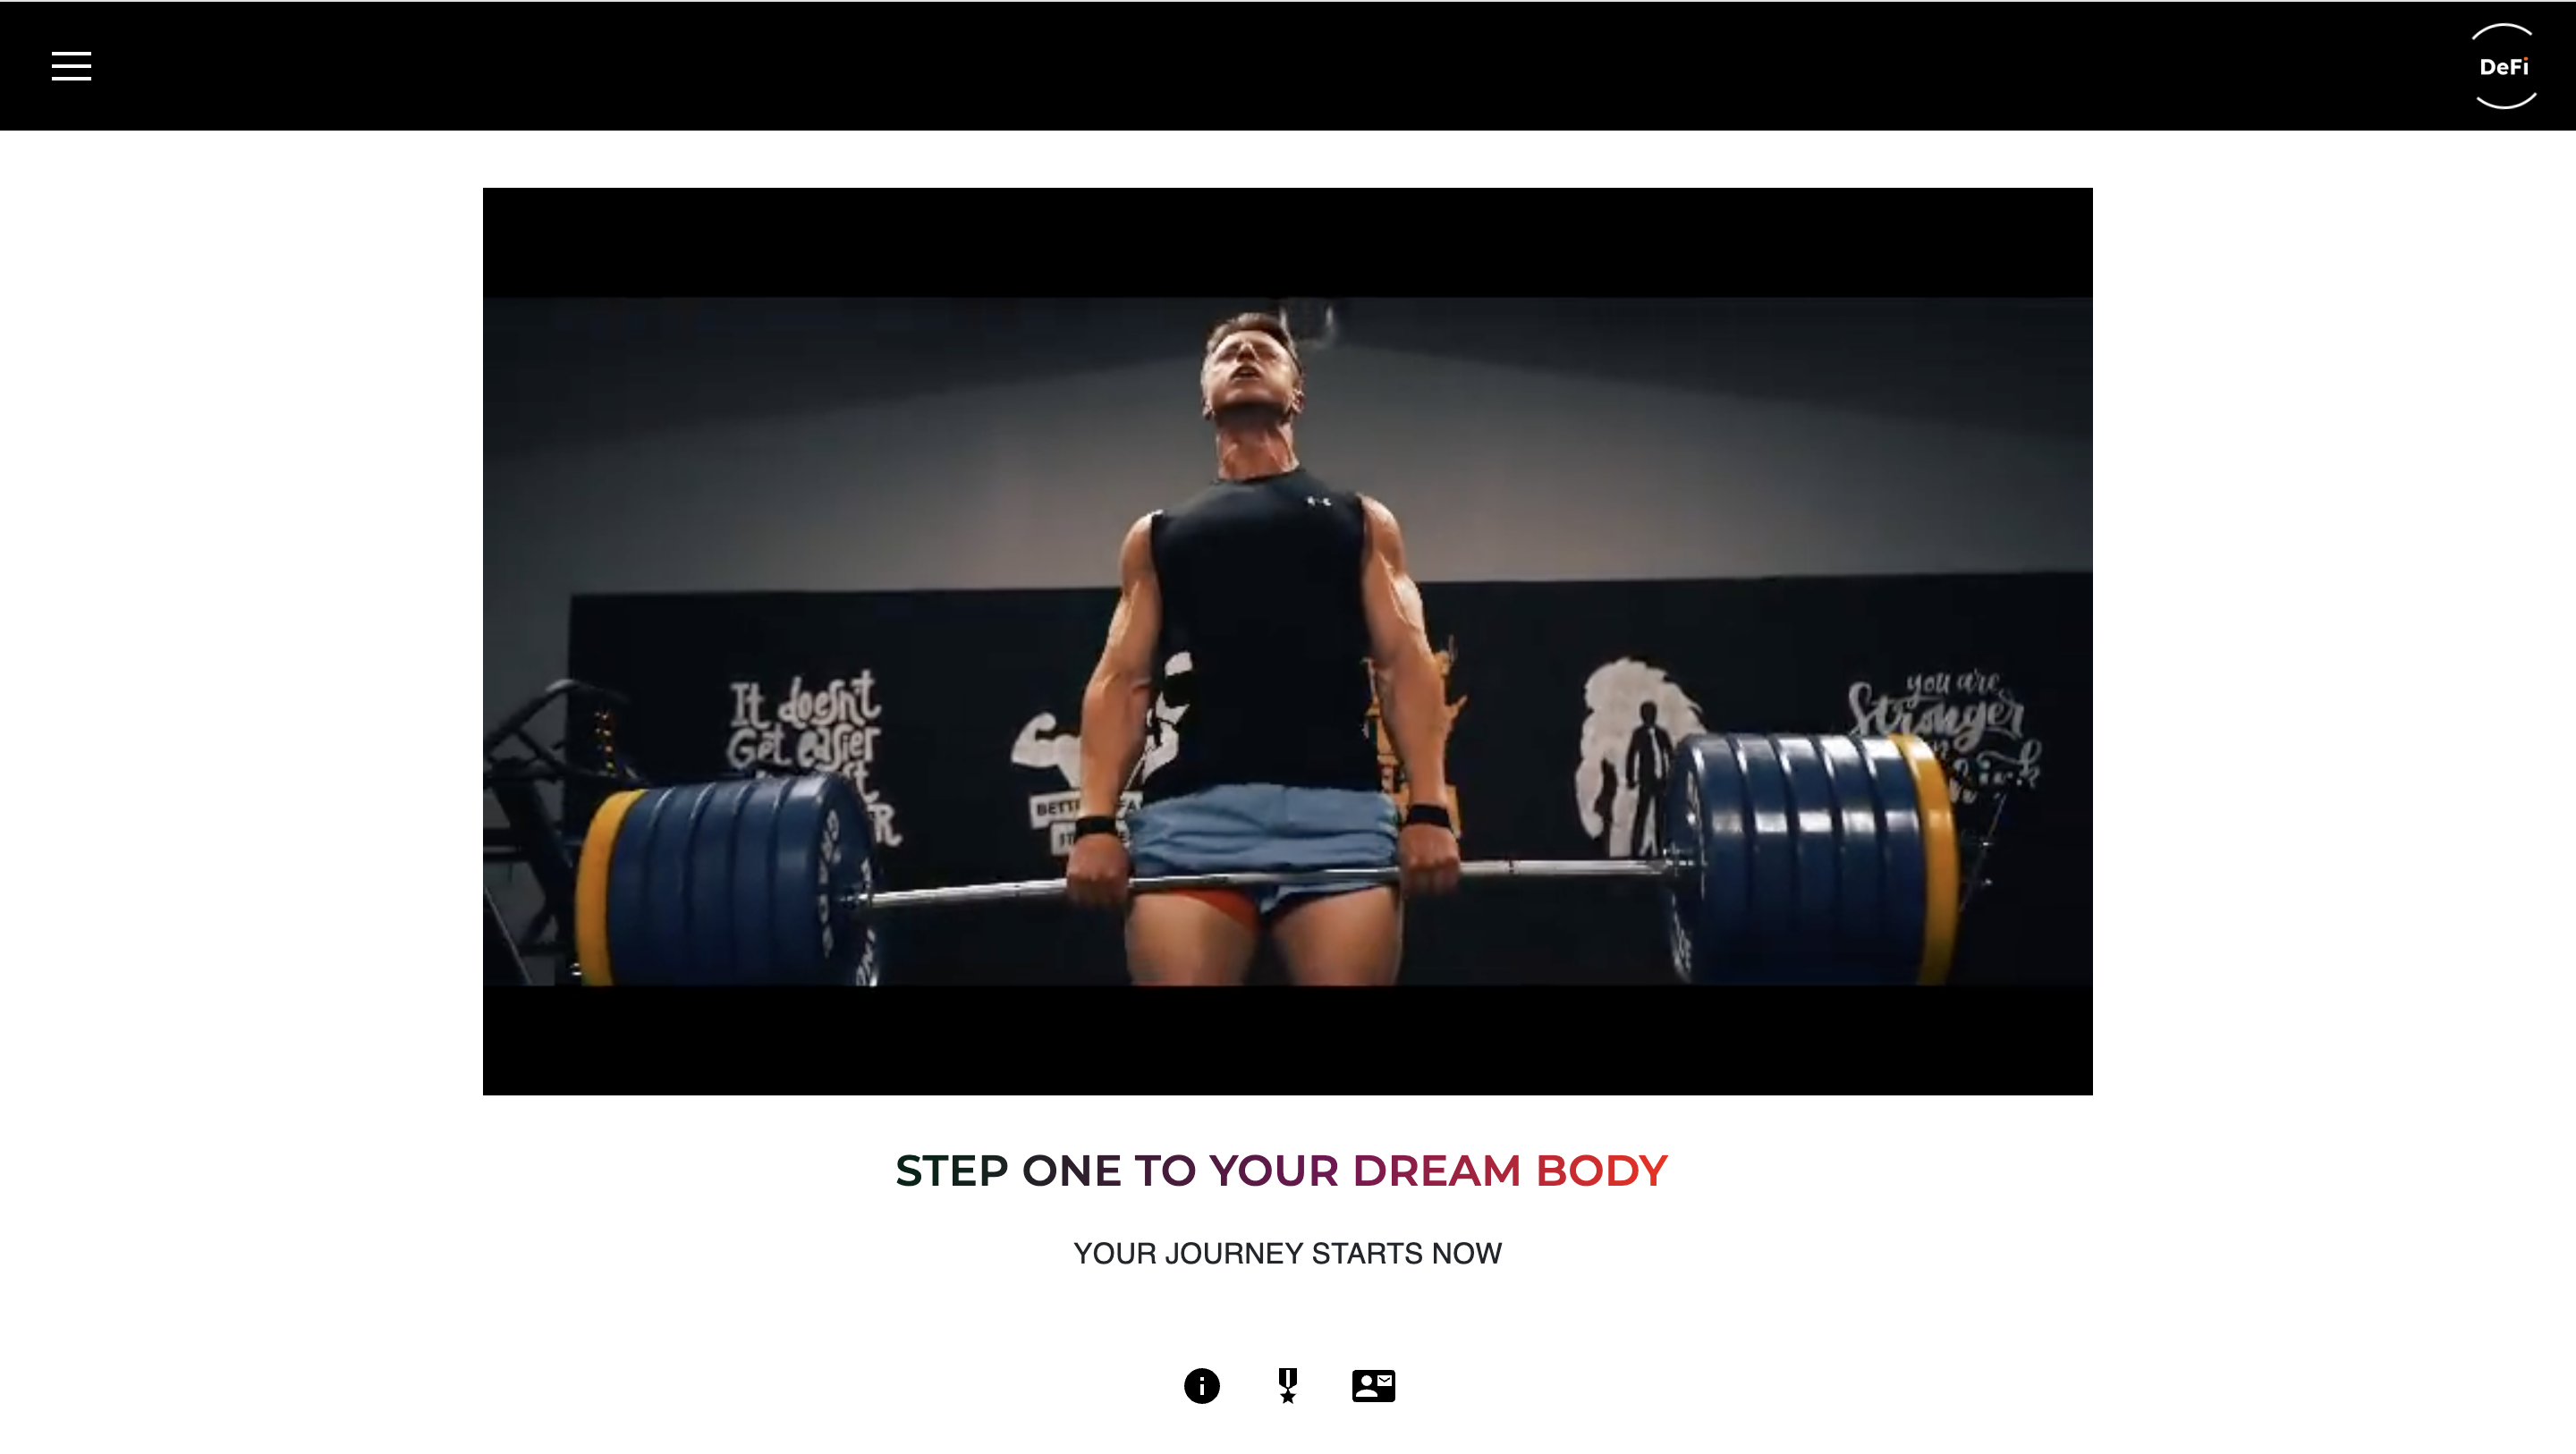 DeFi
It doesn't
Get easier
you are
Stronger
STEP ONE TO YOUR DREAM BODY
YOUR JOURNEY STARTS NOW